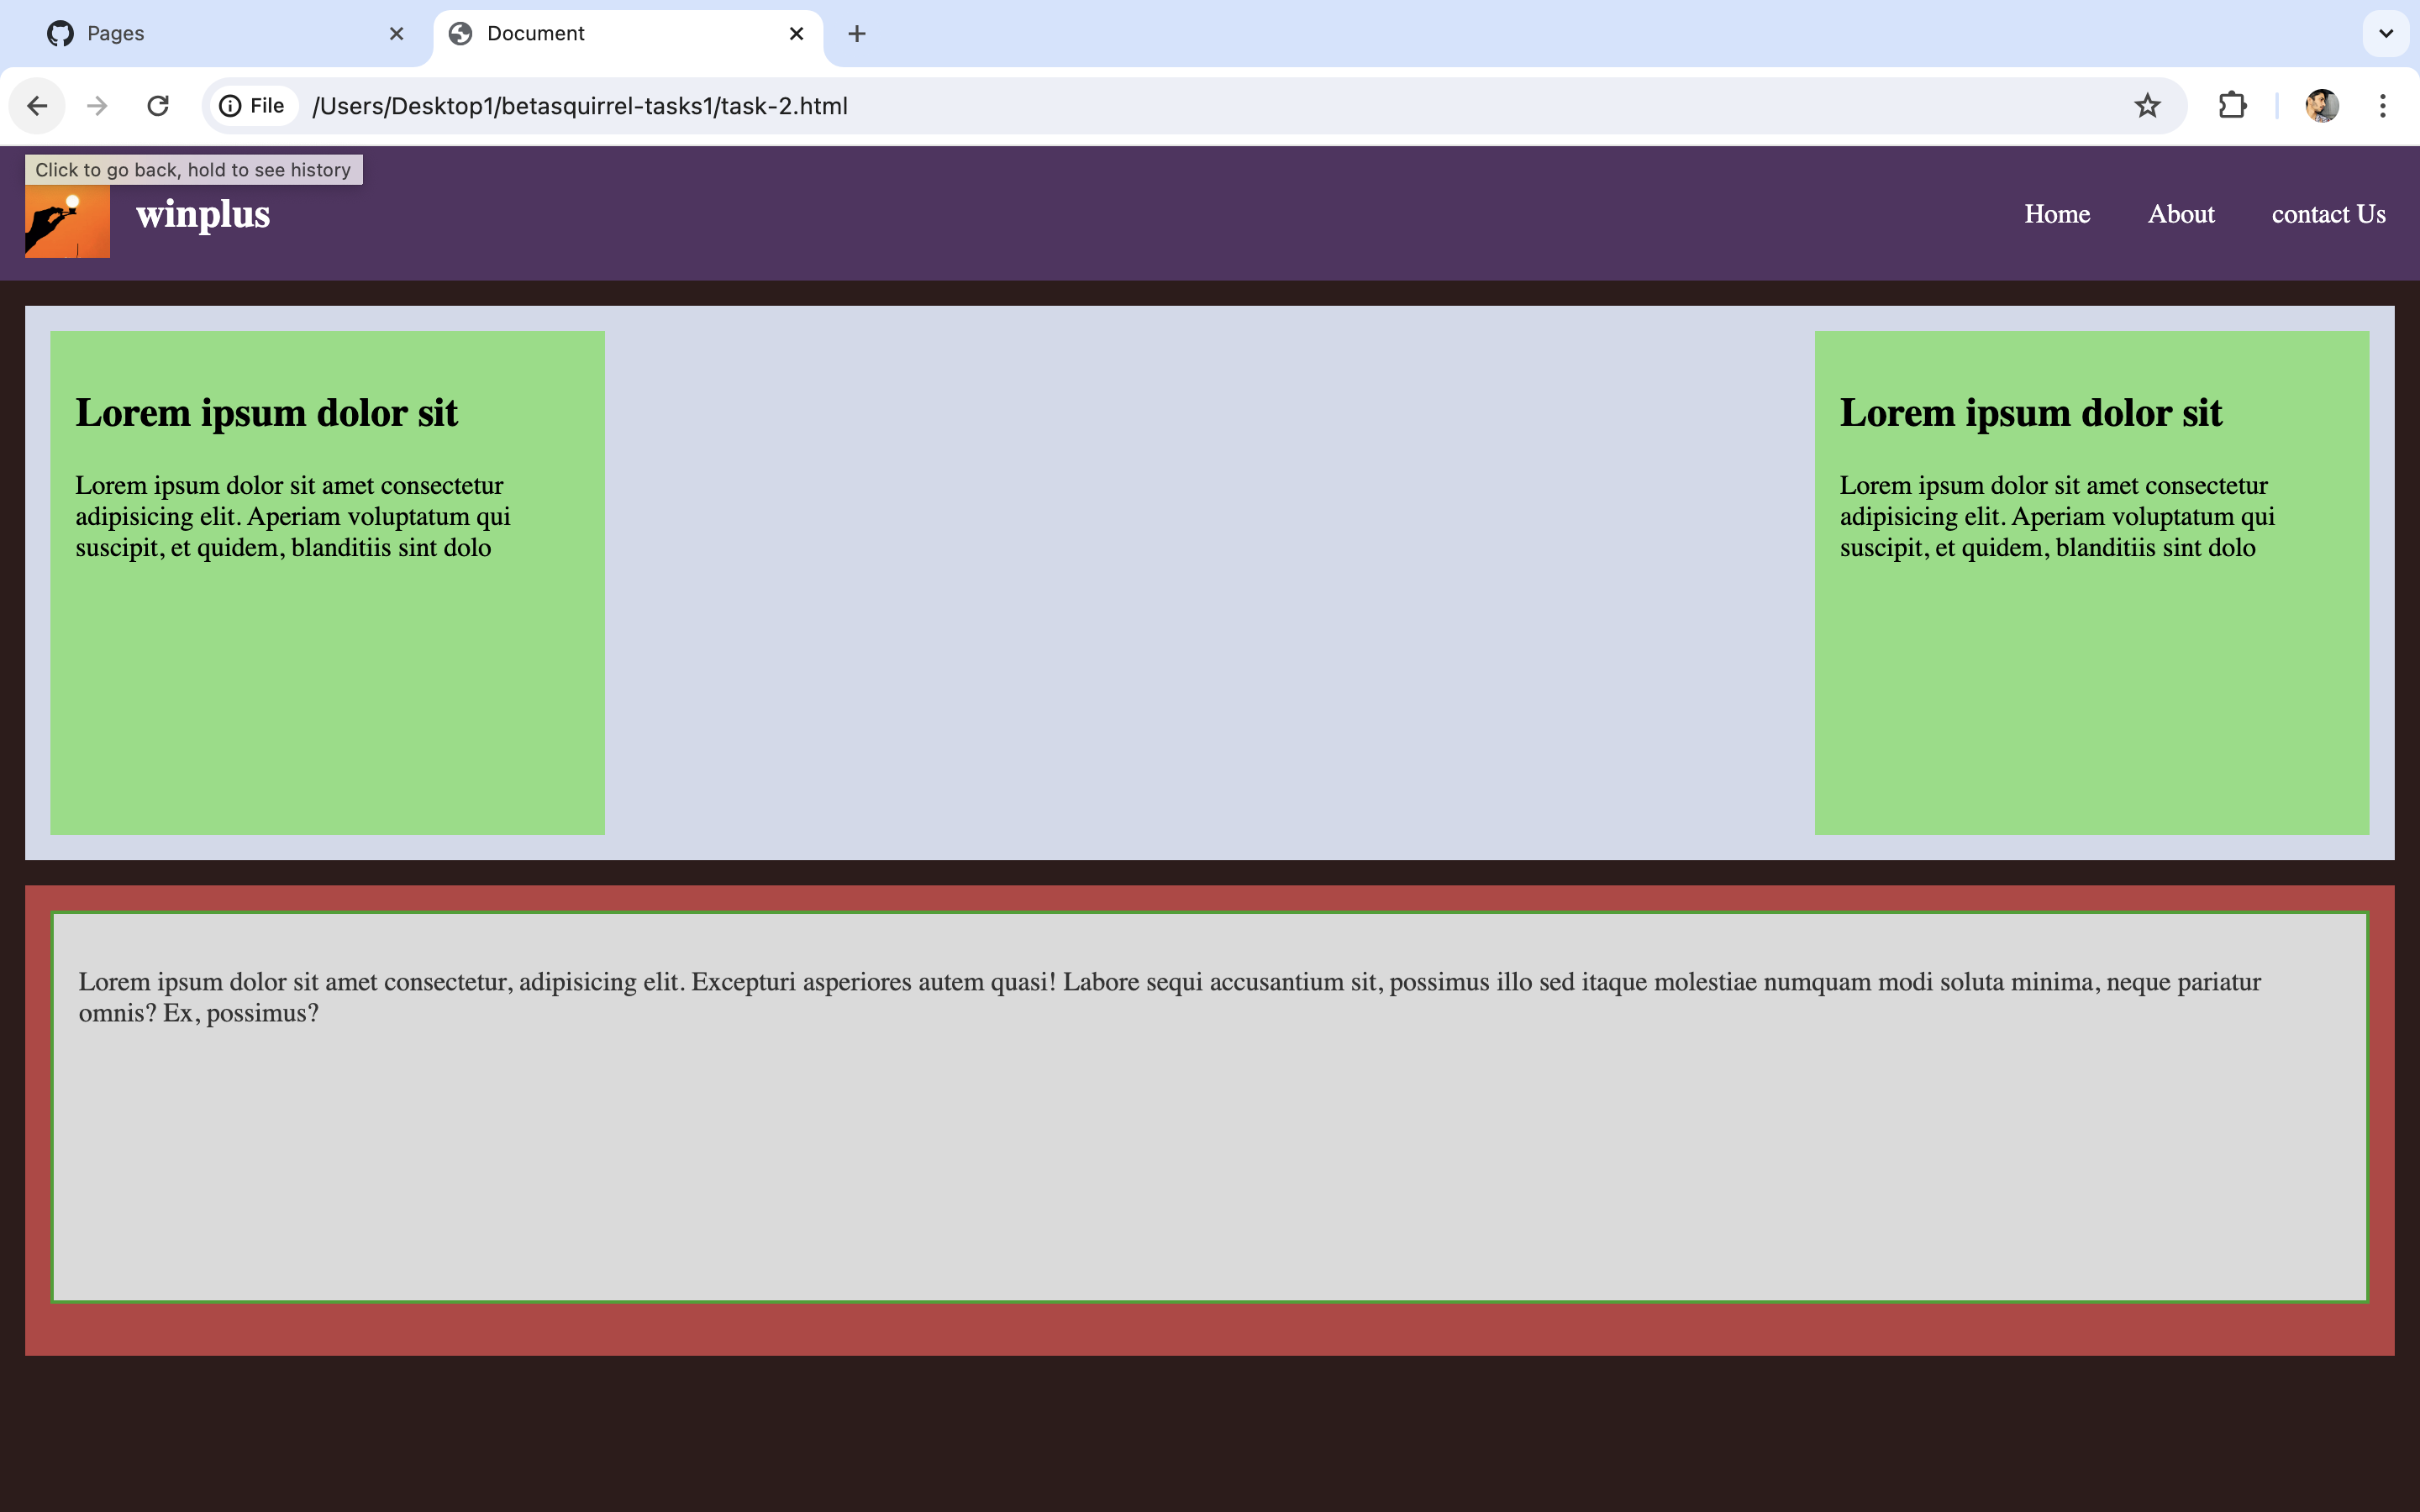 Pages
Document
File
/Users/Desktop1/betasquirrel-tasks1/task-2.html
Click to go back, hold to see history
winplus
Home
About
contact Us
Lorem ipsum dolor sit
Lorem ipsum dolor sit amet consectetur
adipisicing elit. Aperiam voluptatum qui
suscipit, et quidem, blanditiis sint dolo
Lorem ipsum dolor sit
Lorem ipsum dolor sit amet consectetur
adipisicing elit. Aperiam voluptatum qui
suscipit, et quidem, blanditiis sint dolo
Lorem ipsum dolor sit amet consectetur, adipisicing elit. Excepturi asperiores autem quasi! Labore sequi accusantium sit, possimus illo sed itaque molestiae numquam modi soluta minima, neque pariatur
omnis? Ex, possimus?